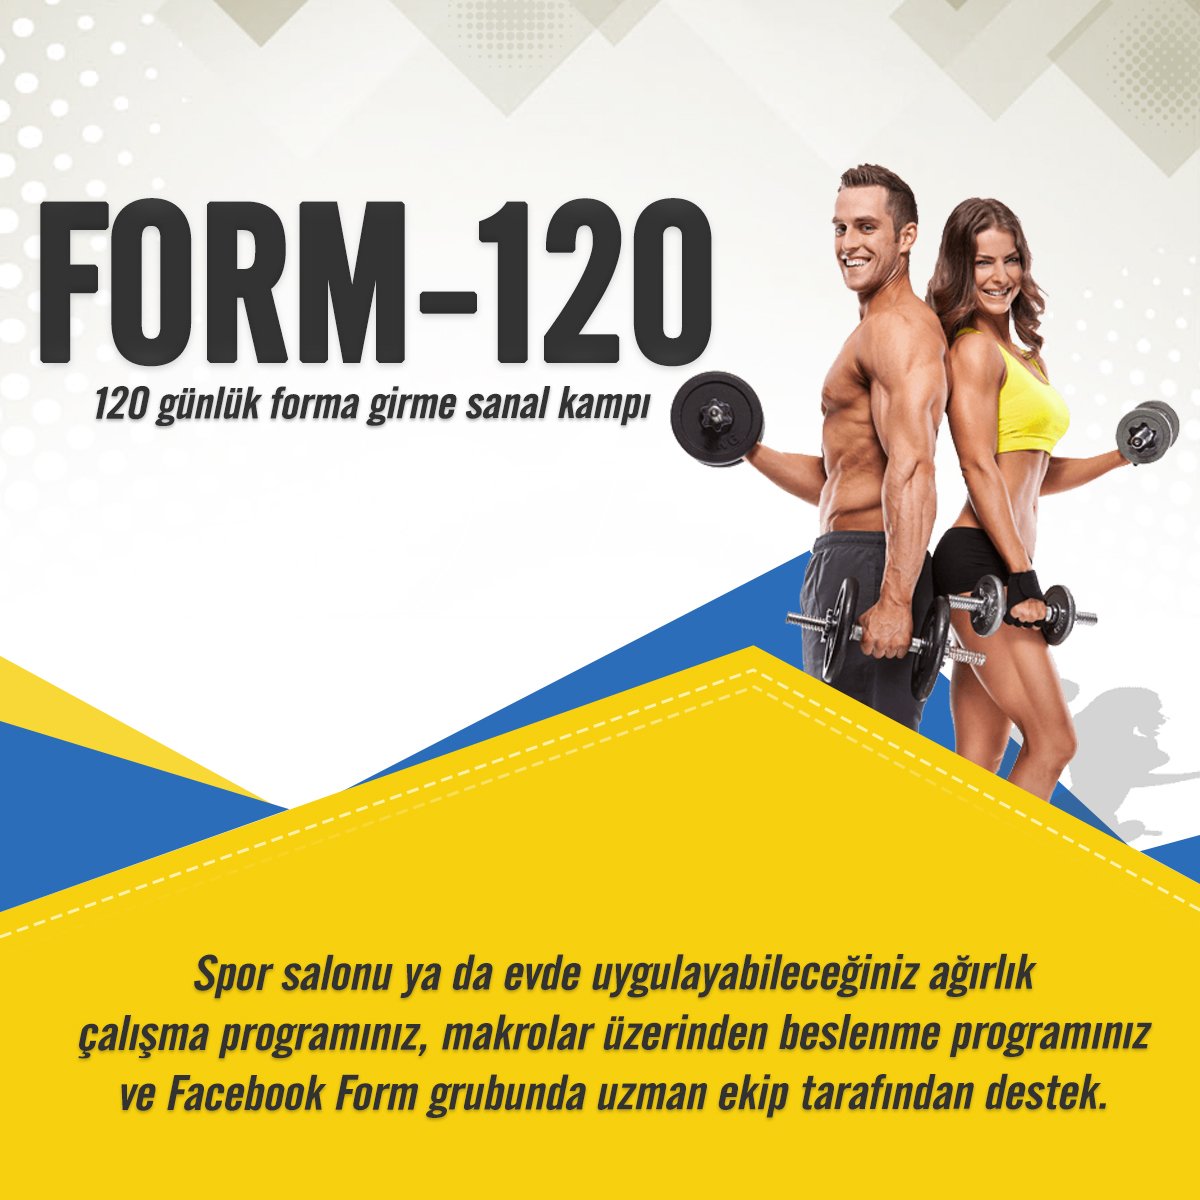 FORM-120
120 günlük forma girme sanal kampı
Spor salonu ya da evde uygulayabileceğiniz ağırlık
çalışma programınız, makrolar üzerinden beslenme programınız
ve Facebook Form grubunda uzman ekip tarafından destek.